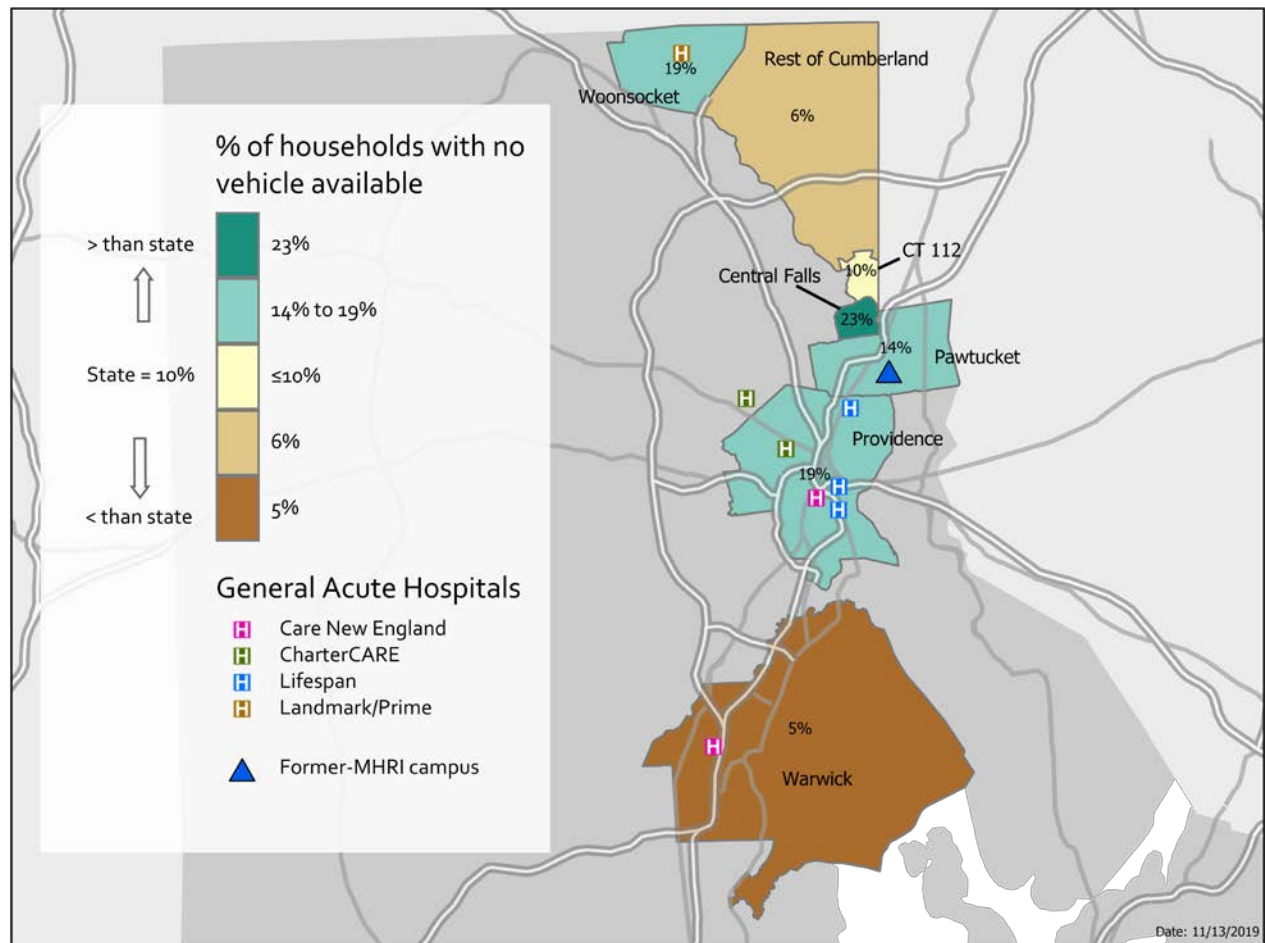 % of households with no
vehicle available
> than state
23%
14% to 19%
State = 10%
≤10%
6%
< than state
5%
General Acute Hospitals
H Care New England
H CharterCARE
H Lifespan
H Landmark/Prime
Former-MHRI campus
H
19%
Woonsocket
Rest of Cumberland
6%
CT 112
10%
Central Falls
23%
14%
Pawtucket
H
H
Providence
H
19%
H
H
H
5%
H
Warwick
Date: 11/13/2019